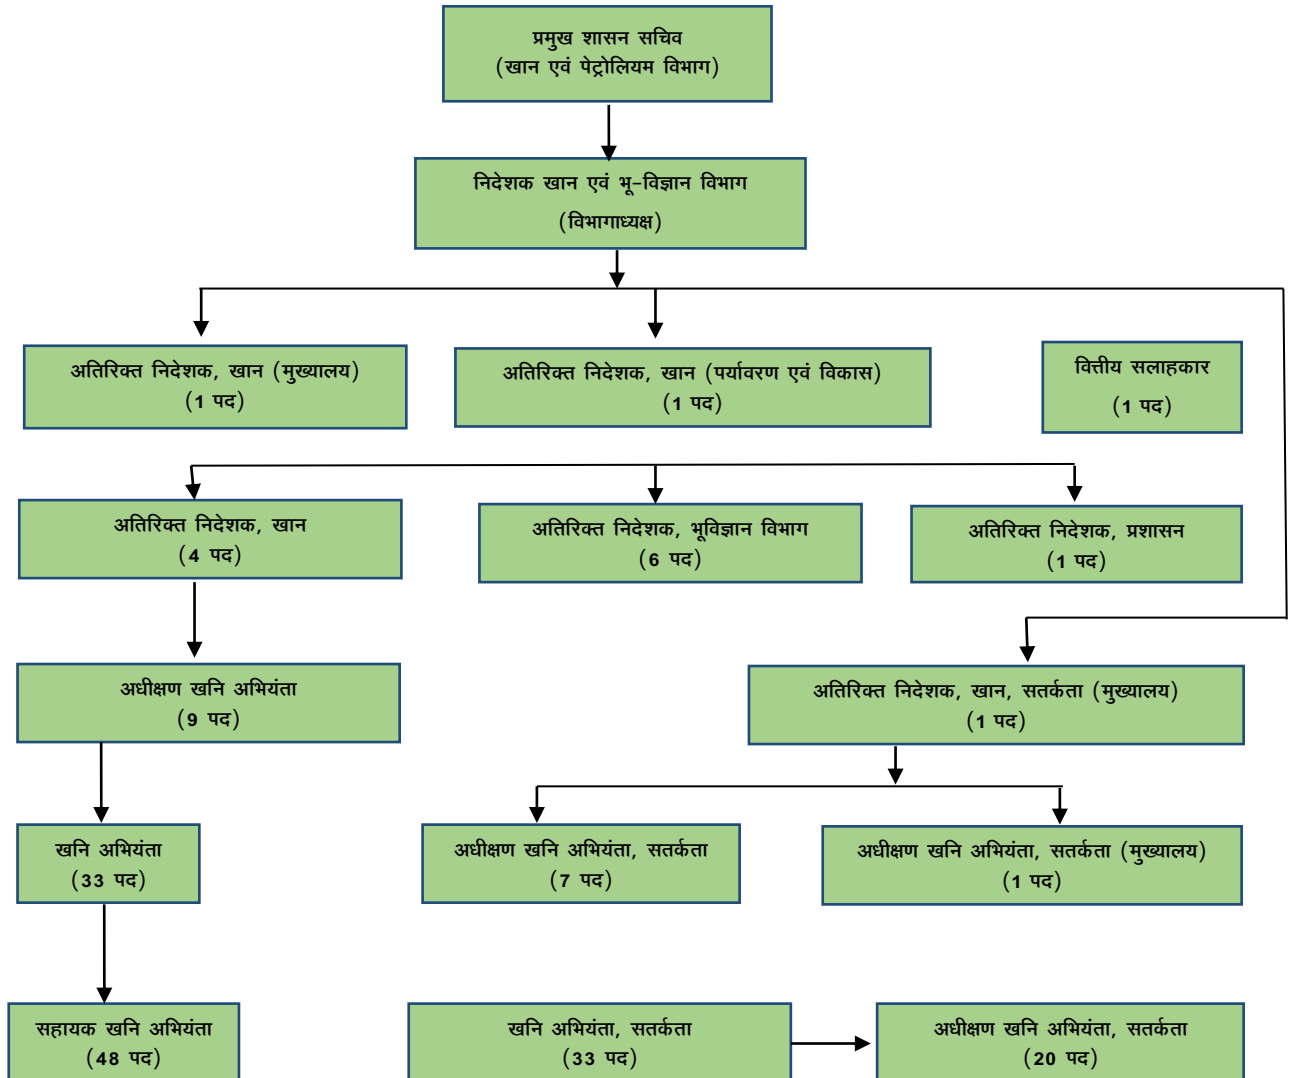 प्रमुख शासन सचिव
(खान एवं पेट्रोलियम विभाग)
निदेशक खान एवं भू-विज्ञान विभाग
(विभागाध्यक्ष)
अतिरिक्त निदेशक, खान (मुख्यालय)
(1 पद)
अतिरिक्त निदेशक, खान (पर्यावरण एवं विकास)
(1 पद)
वित्तीय सलाहकार
(1 पद)
अतिरिक्त निदेशक, खान
(4 पद)
अतिरिक्त निदेशक, भूविज्ञान विभाग
(6 पद)
अतिरिक्त निदेशक, प्रशासन
(1 पद)
अधीक्षण खनि अभियंता
(9 पद)
अतिरिक्त निदेशक, खान, सतर्कता (मुख्यालय)
(1 पद)
खनि अभियंता
(33 पद)
अधीक्षण खनि अभियंता, सतर्कता
(7 पद)
अधीक्षण खनि अभियंता, सतर्कता (मुख्यालय)
(1 पद)
सहायक खनि अभियंता
(48 पद)
खनि अभियंता, सतर्कता
(33 पद)
अधीक्षण खनि अभियंता, सतर्कता
(20 पद)